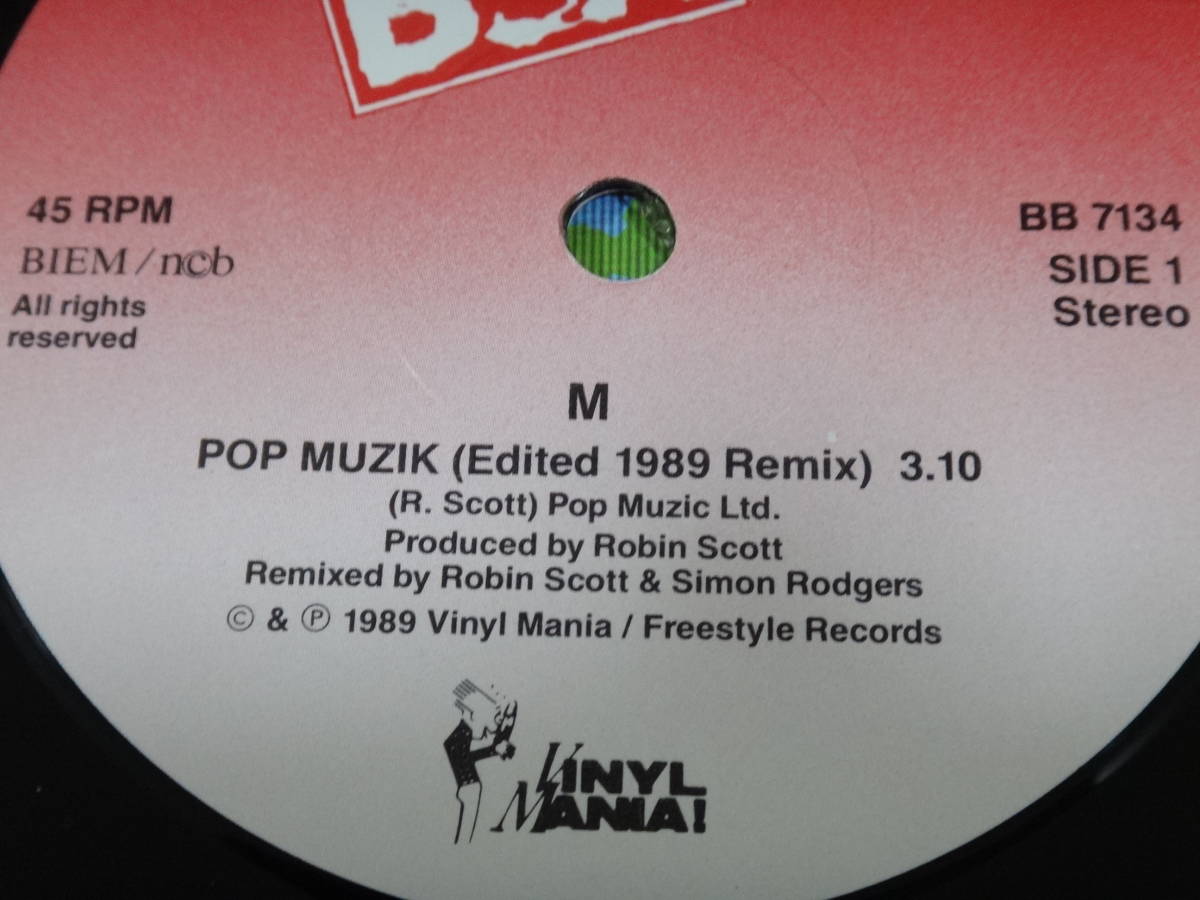 45 RPM
BIEM / n©b
All rights
reserved
BB 7134
SIDE 1
Stereo
M
POP MUZIK (Edited 1989 Remix) 3.10
(R. Scott) Pop Muzic Ltd.
Produced by Robin Scott
Remixed by Robin Scott & Simon Rodgers
© & ℗ 1989 Vinyl Mania / Freestyle Records
VINYL
MANIA!